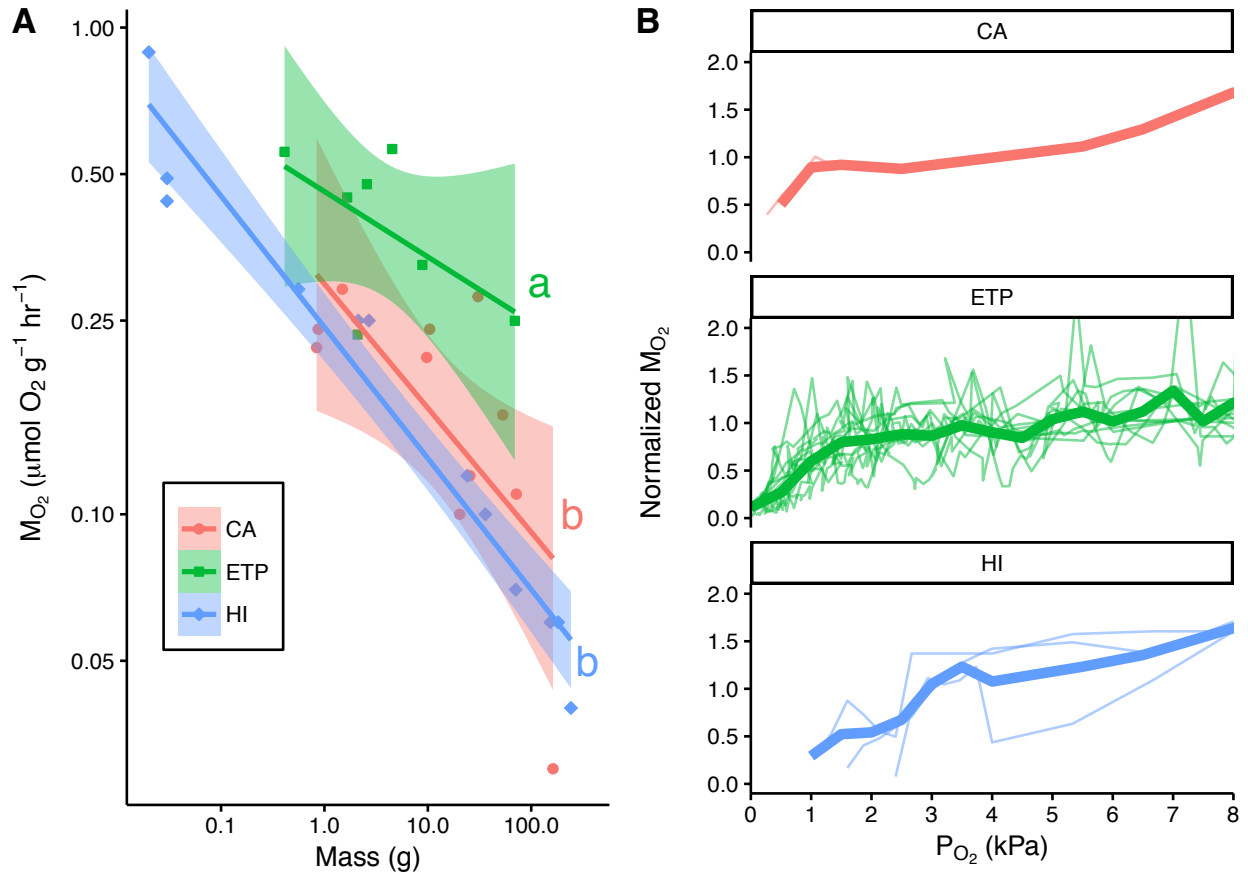 A
1.00
0.50
0.25
0.10
0.05
M_O₂ (μmol O₂ g⁻¹ hr⁻¹)
0.1
1.0
10.0
100.0
Mass (g)
a
b
b
CA
ETP
HI
B
CA
2.0
1.5
1.0
0.5
0.0
ETP
2.0
1.5
1.0
0.5
0.0
Normalized M_O₂
HI
2.0
1.5
1.0
0.5
0.0
0 1 2 3 4 5 6 7 8
P_O₂ (kPa)